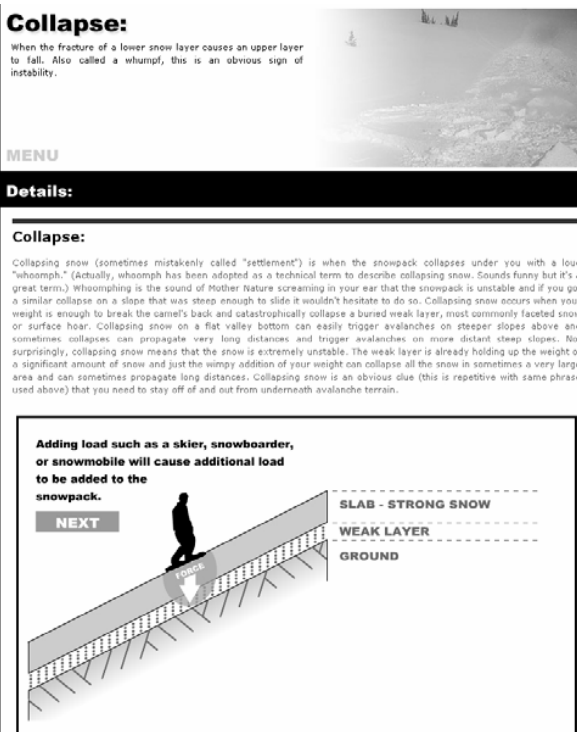 Collapse:
When the fracture of a lower snow layer causes an upper layer
to fall. Also called a whumpf, this is an obvious sign of
instability.
MENU
Details:
Collapse:
Collapsing snow (sometimes mistakenly called "settlement") is when the snowpack collapses under you with a lou
"whoomph." (Actually, whoomph has been adopted as a technical term to describe collapsing snow. Sounds funny but it's
great term.) Whoomphing is the sound of Mother Nature screaming in your ear that the snowpack is unstable and if you go
a similar collapse on a slope that was steep enough to slide it wouldn't hesitate to do so. Collapsing snow occurs when you
weight is enough to break the camel's back and catastrophically collapse a buried weak layer, most commonly faceted snow
or surface hoar. Collapsing snow on a flat valley bottom can easily trigger avalanches on steeper slopes above and
sometimes collapses can propagate very long distances and trigger avalanches on more distant steep slopes. No
surprisingly, collapsing snow means that the snow is extremely unstable. The weak layer is already holding up the weight o
a significant amount of snow and just the wimpy addition of your weight can collapse all the snow in sometimes a very large
area and can sometimes propagate long distances. Collapsing snow is an obvious clue (this is repetitive with same phrase
used above) that you need to stay off of and out from underneath avalanche terrain.
Adding load such as a skier, snowboarder,
or snowmobile will cause additional load
to be added to the
snowpack.
NEXT
SLAB - STRONG SNOW
WEAK LAYER
GROUND
FORCE